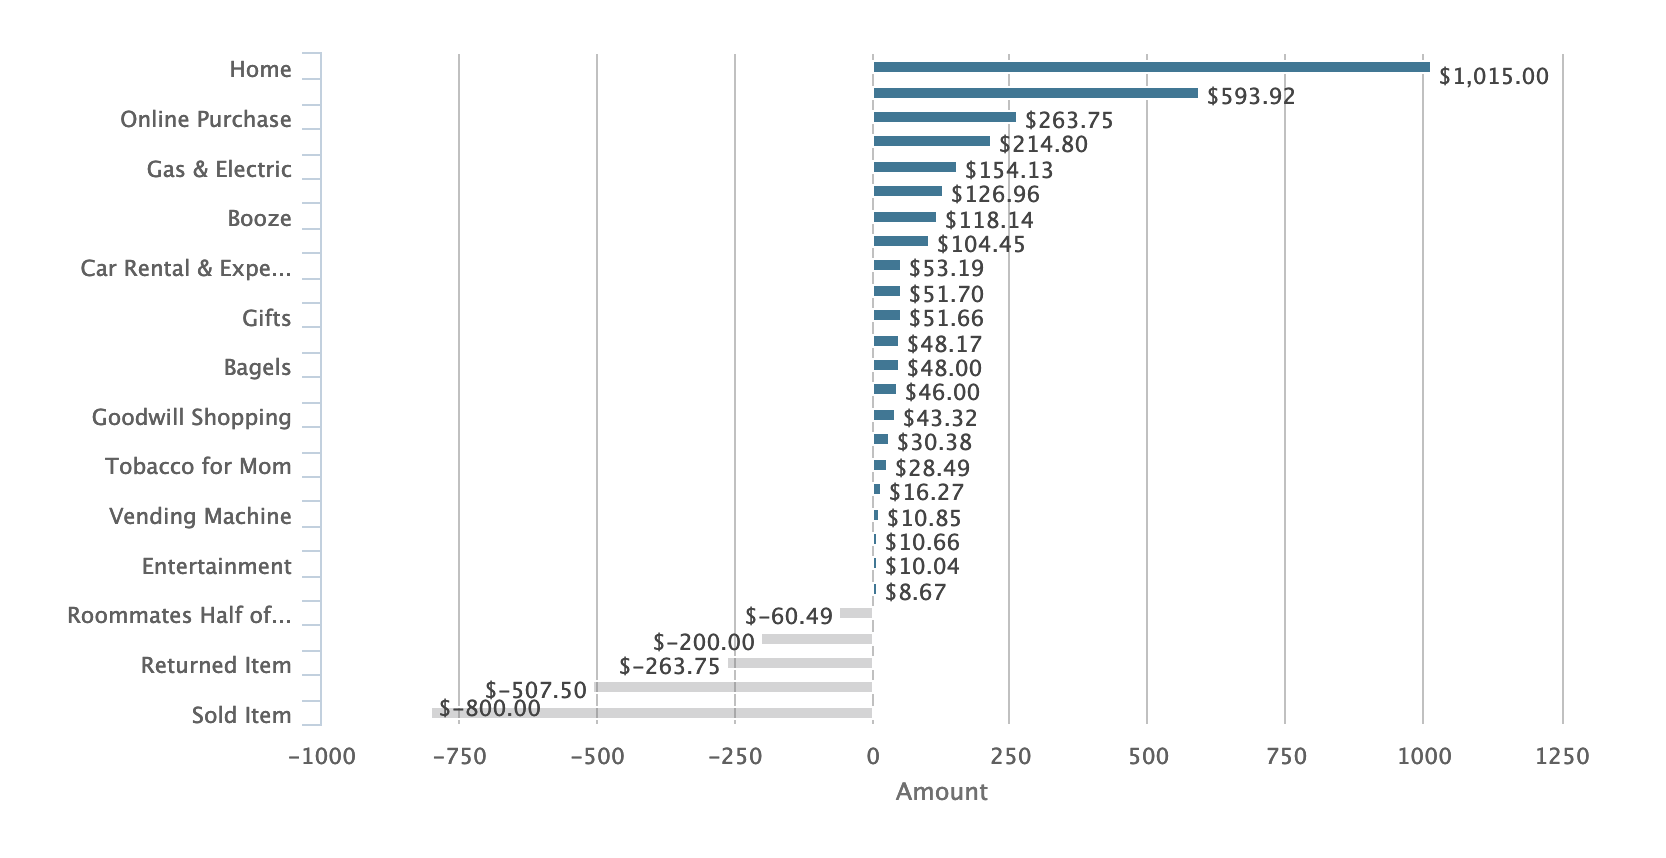 Home $1,015.00
$593.92
Online Purchase $263.75
$214.80
Gas & Electric $154.13
$126.96
Booze $118.14
$104.45
Car Rental & Expe... $53.19
$51.70
Gifts $51.66
$48.17
Bagels $48.00
$46.00
Goodwill Shopping $43.32
$30.38
Tobacco for Mom $28.49
$16.27
Vending Machine $10.85
$10.66
Entertainment $10.04
$8.67
Roommates Half of... $-60.49
$-200.00
Returned Item $-263.75
$-507.50
Sold Item $-800.00
-1000 -750 -500 -250 0 250 500 750 1000 1250
Amount